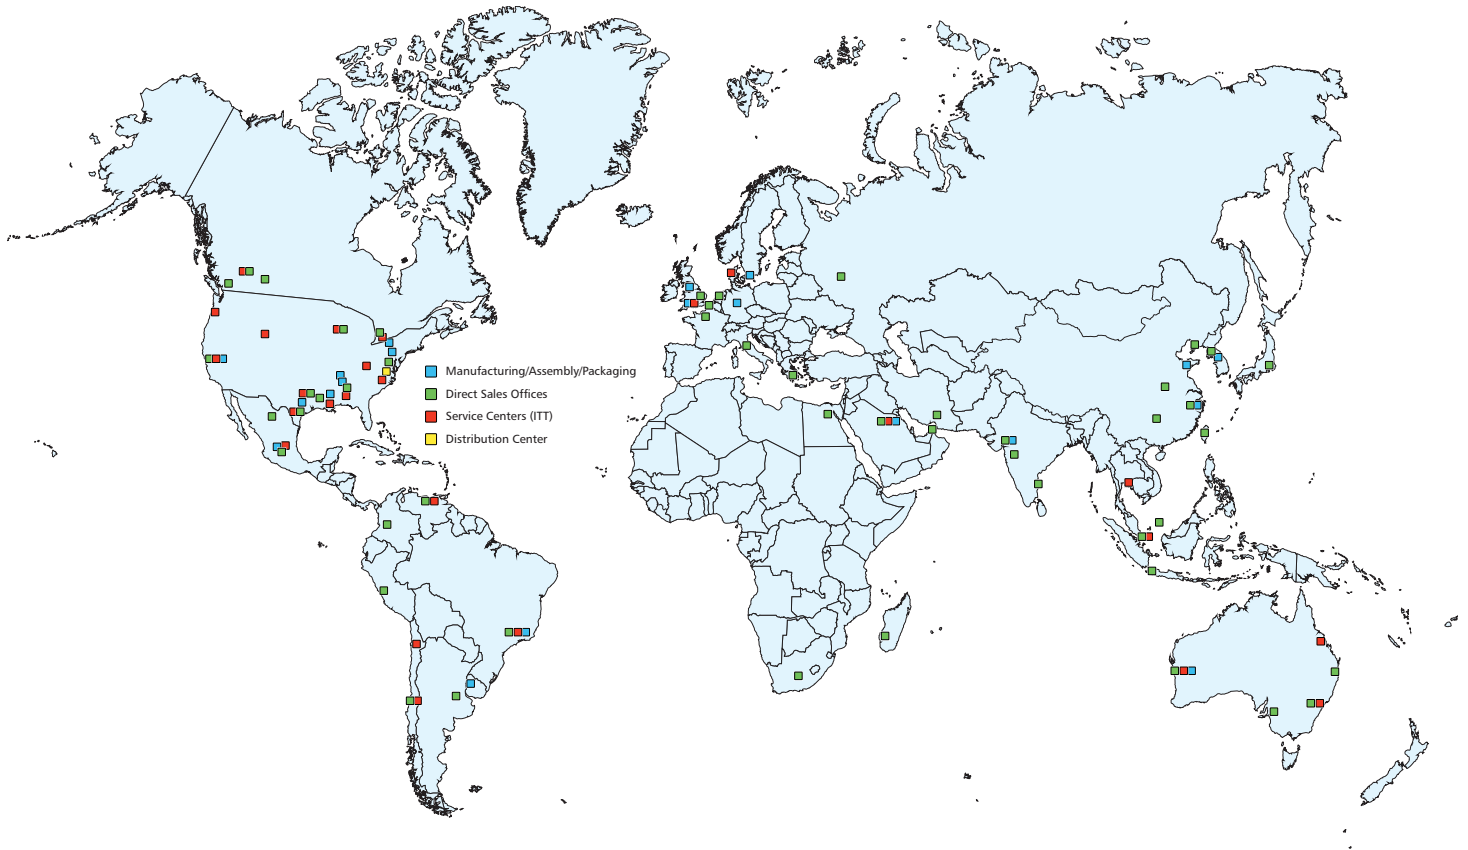 Manufacturing/Assembly/Packaging
Direct Sales Offices
Service Centers (ITT)
Distribution Center